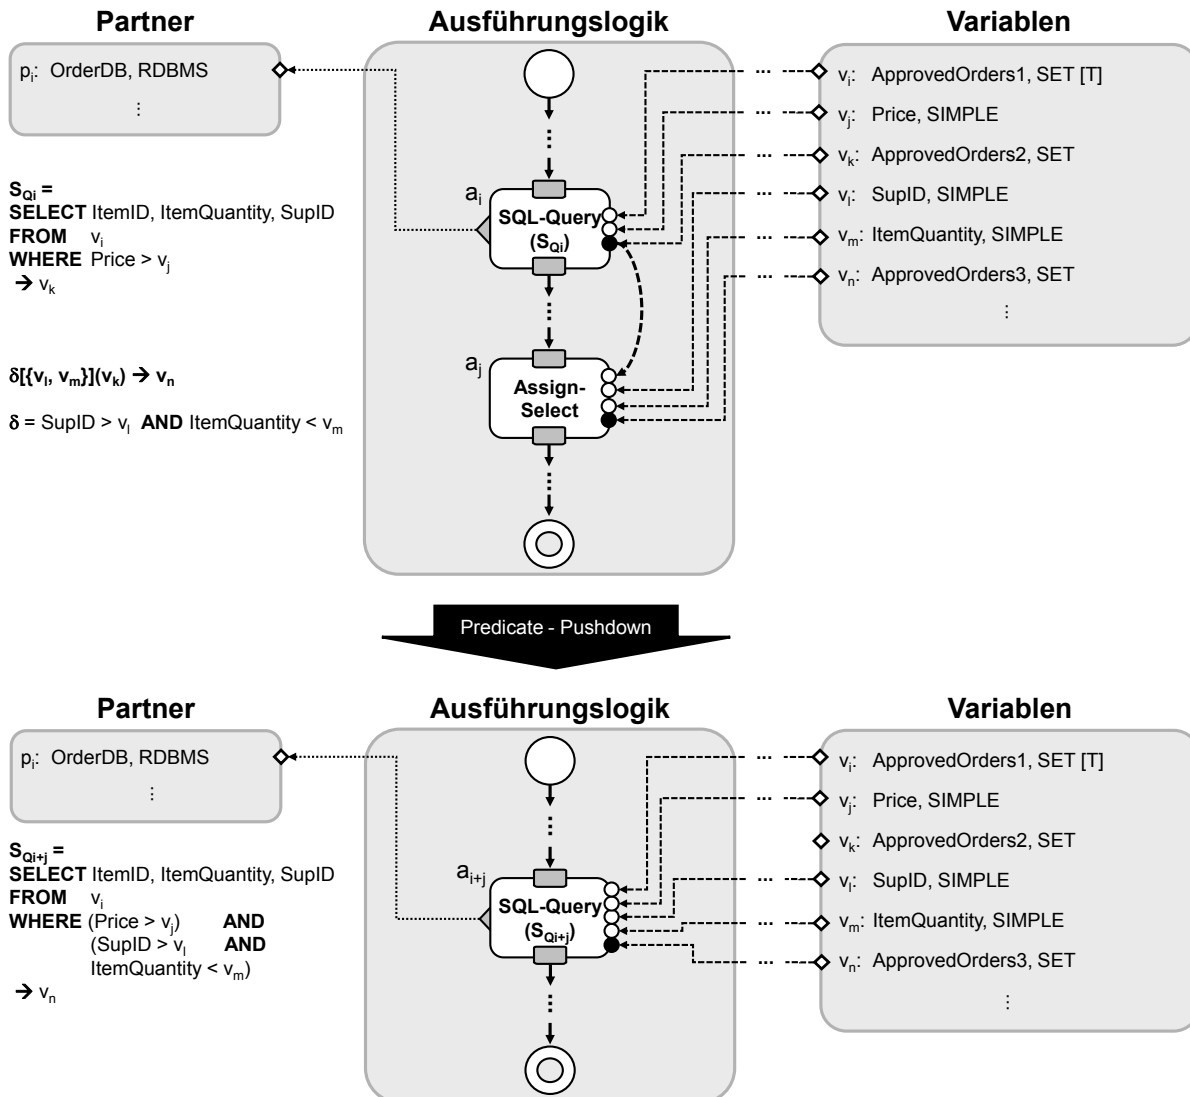 Partner
Ausführungslogik
Variablen
pi: OrderDB, RDBMS
⋮
SQi =
SELECT ItemID, ItemQuantity, SupID
FROM vi
WHERE Price > vj
➔ vk
δ[{vl, vm}](vk) ➔ vn
δ = SupID > vl AND ItemQuantity < vm
ai
SQL-Query
(SQi)
aj
Assign-
Select
... vi: ApprovedOrders1, SET [T]
... vj: Price, SIMPLE
... vk: ApprovedOrders2, SET
... vl: SupID, SIMPLE
... vm: ItemQuantity, SIMPLE
... vn: ApprovedOrders3, SET
⋮
Predicate - Pushdown
Partner
Ausführungslogik
Variablen
pi: OrderDB, RDBMS
⋮
SQi+j =
SELECT ItemID, ItemQuantity, SupID
FROM vi
WHERE (Price > vj) AND
(SupID > vl AND
ItemQuantity < vm)
➔ vn
ai+j
SQL-Query
(SQi+j)
... vi: ApprovedOrders1, SET [T]
... vj: Price, SIMPLE
vk: ApprovedOrders2, SET
... vl: SupID, SIMPLE
... vm: ItemQuantity, SIMPLE
... vn: ApprovedOrders3, SET
⋮